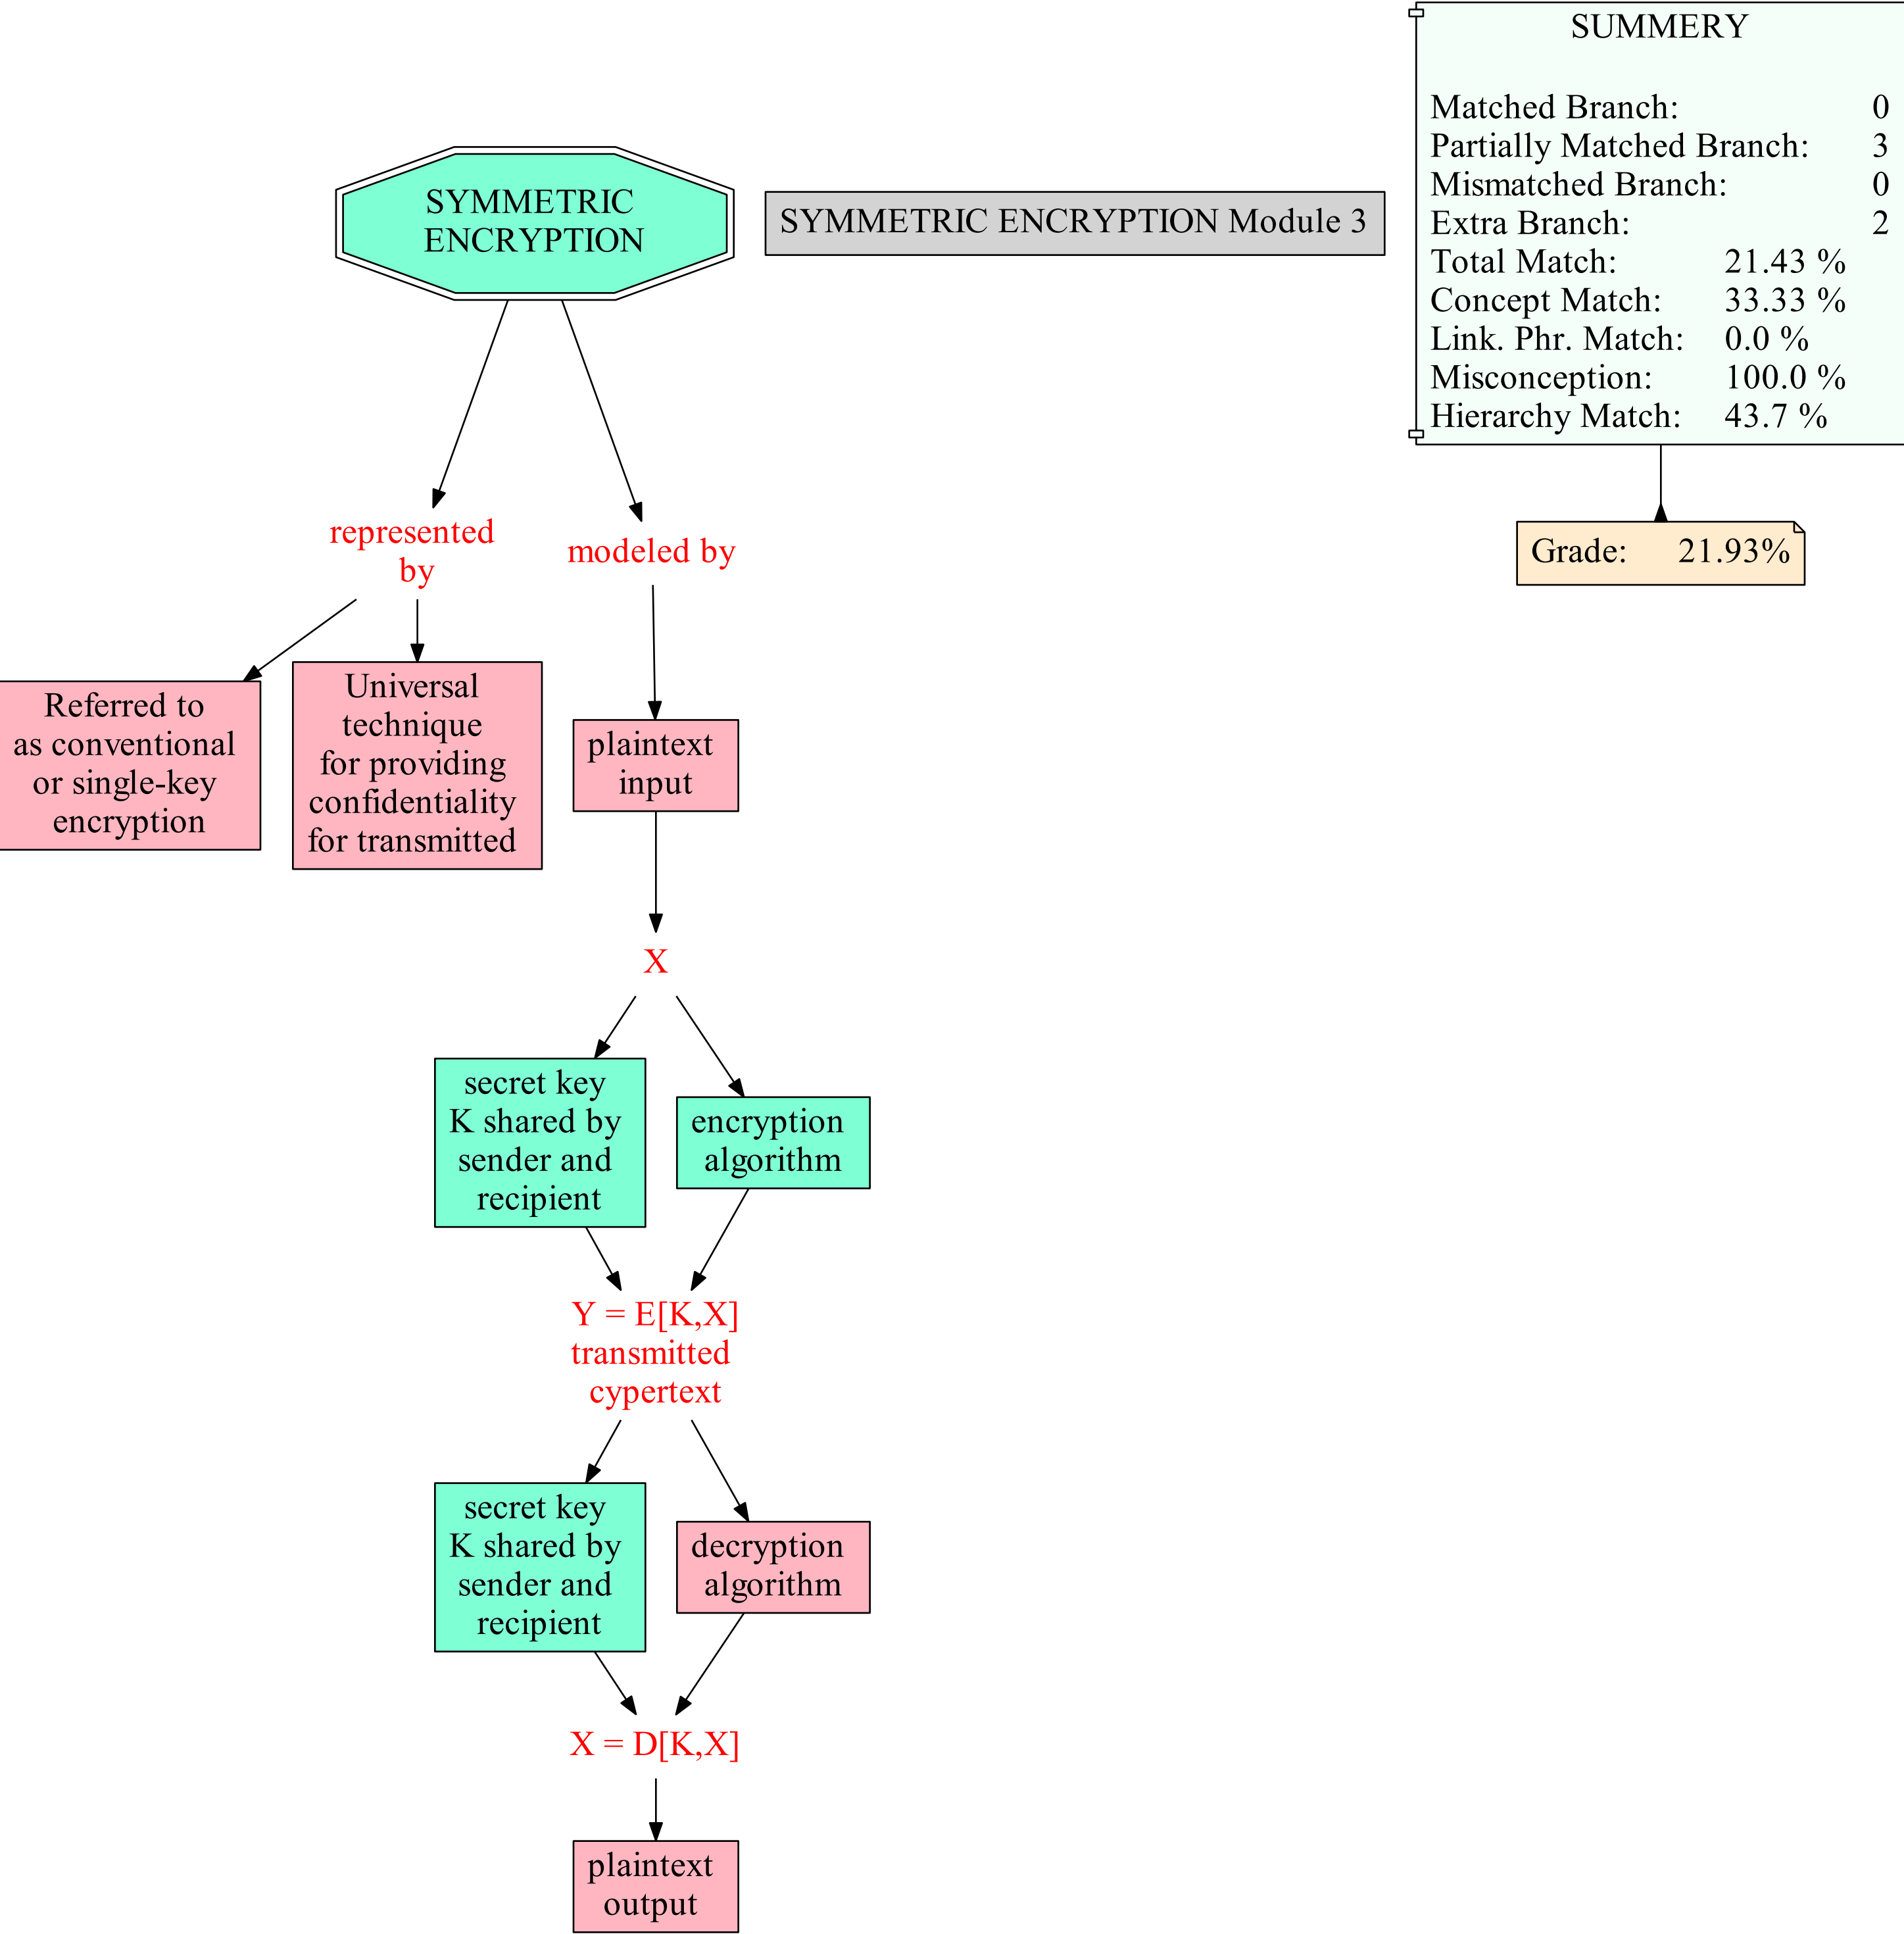 SYMMETRIC
ENCRYPTION
SYMMETRIC ENCRYPTION Module 3
SUMMERY
Matched Branch: 0
Partially Matched Branch: 3
Mismatched Branch: 0
Extra Branch: 2
Total Match: 21.43 %
Concept Match: 33.33 %
Link. Phr. Match: 0.0 %
Misconception: 100.0 %
Hierarchy Match: 43.7 %
Grade: 21.93%
represented
by
modeled by
Referred to
as conventional
or single-key
encryption
Universal
technique
for providing
confidentiality
for transmitted
plaintext
input
X
secret key
K shared by
sender and
recipient
encryption
algorithm
Y = E[K,X]
transmitted
cypertext
secret key
K shared by
sender and
recipient
decryption
algorithm
X = D[K,X]
plaintext
output